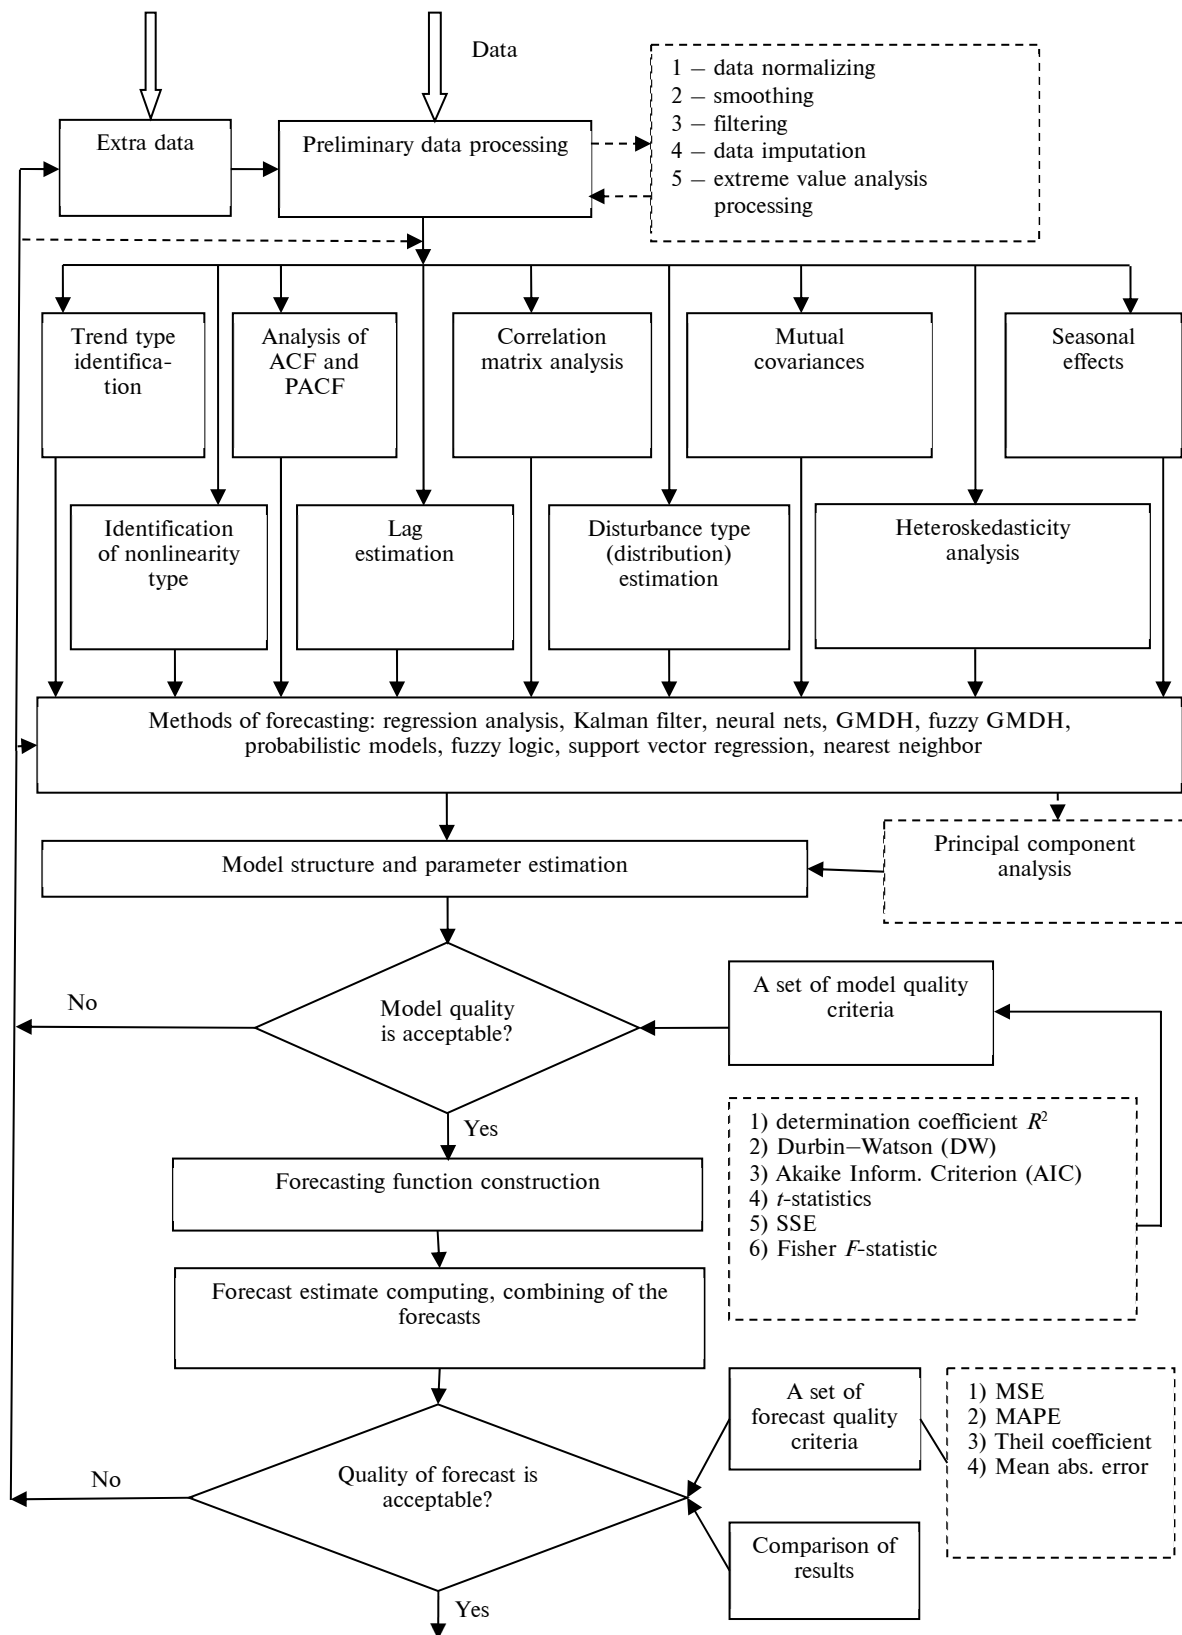 Data
Extra data
Preliminary data processing
1 – data normalizing
2 – smoothing
3 – filtering
4 – data imputation
5 – extreme value analysis
processing
Trend type
identifica-
tion
Analysis of
ACF and
PACF
Correlation
matrix analysis
Mutual
covariances
Seasonal
effects
Identification
of nonlinearity
type
Lag
estimation
Disturbance type
(distribution)
estimation
Heteroskedasticity
analysis
Methods of forecasting: regression analysis, Kalman filter, neural nets, GMDH, fuzzy GMDH,
probabilistic models, fuzzy logic, support vector regression, nearest neighbor
Principal component
analysis
Model structure and parameter estimation
No
Model quality
is acceptable?
A set of model quality
criteria
Yes
1) determination coefficient R²
2) Durbin–Watson (DW)
3) Akaike Inform. Criterion (AIC)
4) t-statistics
5) SSE
6) Fisher F-statistic
Forecasting function construction
Forecast estimate computing, combining of the
forecasts
A set of
forecast quality
criteria
1) MSE
2) MAPE
3) Theil coefficient
4) Mean abs. error
No
Quality of forecast is
acceptable?
Comparison of
results
Yes